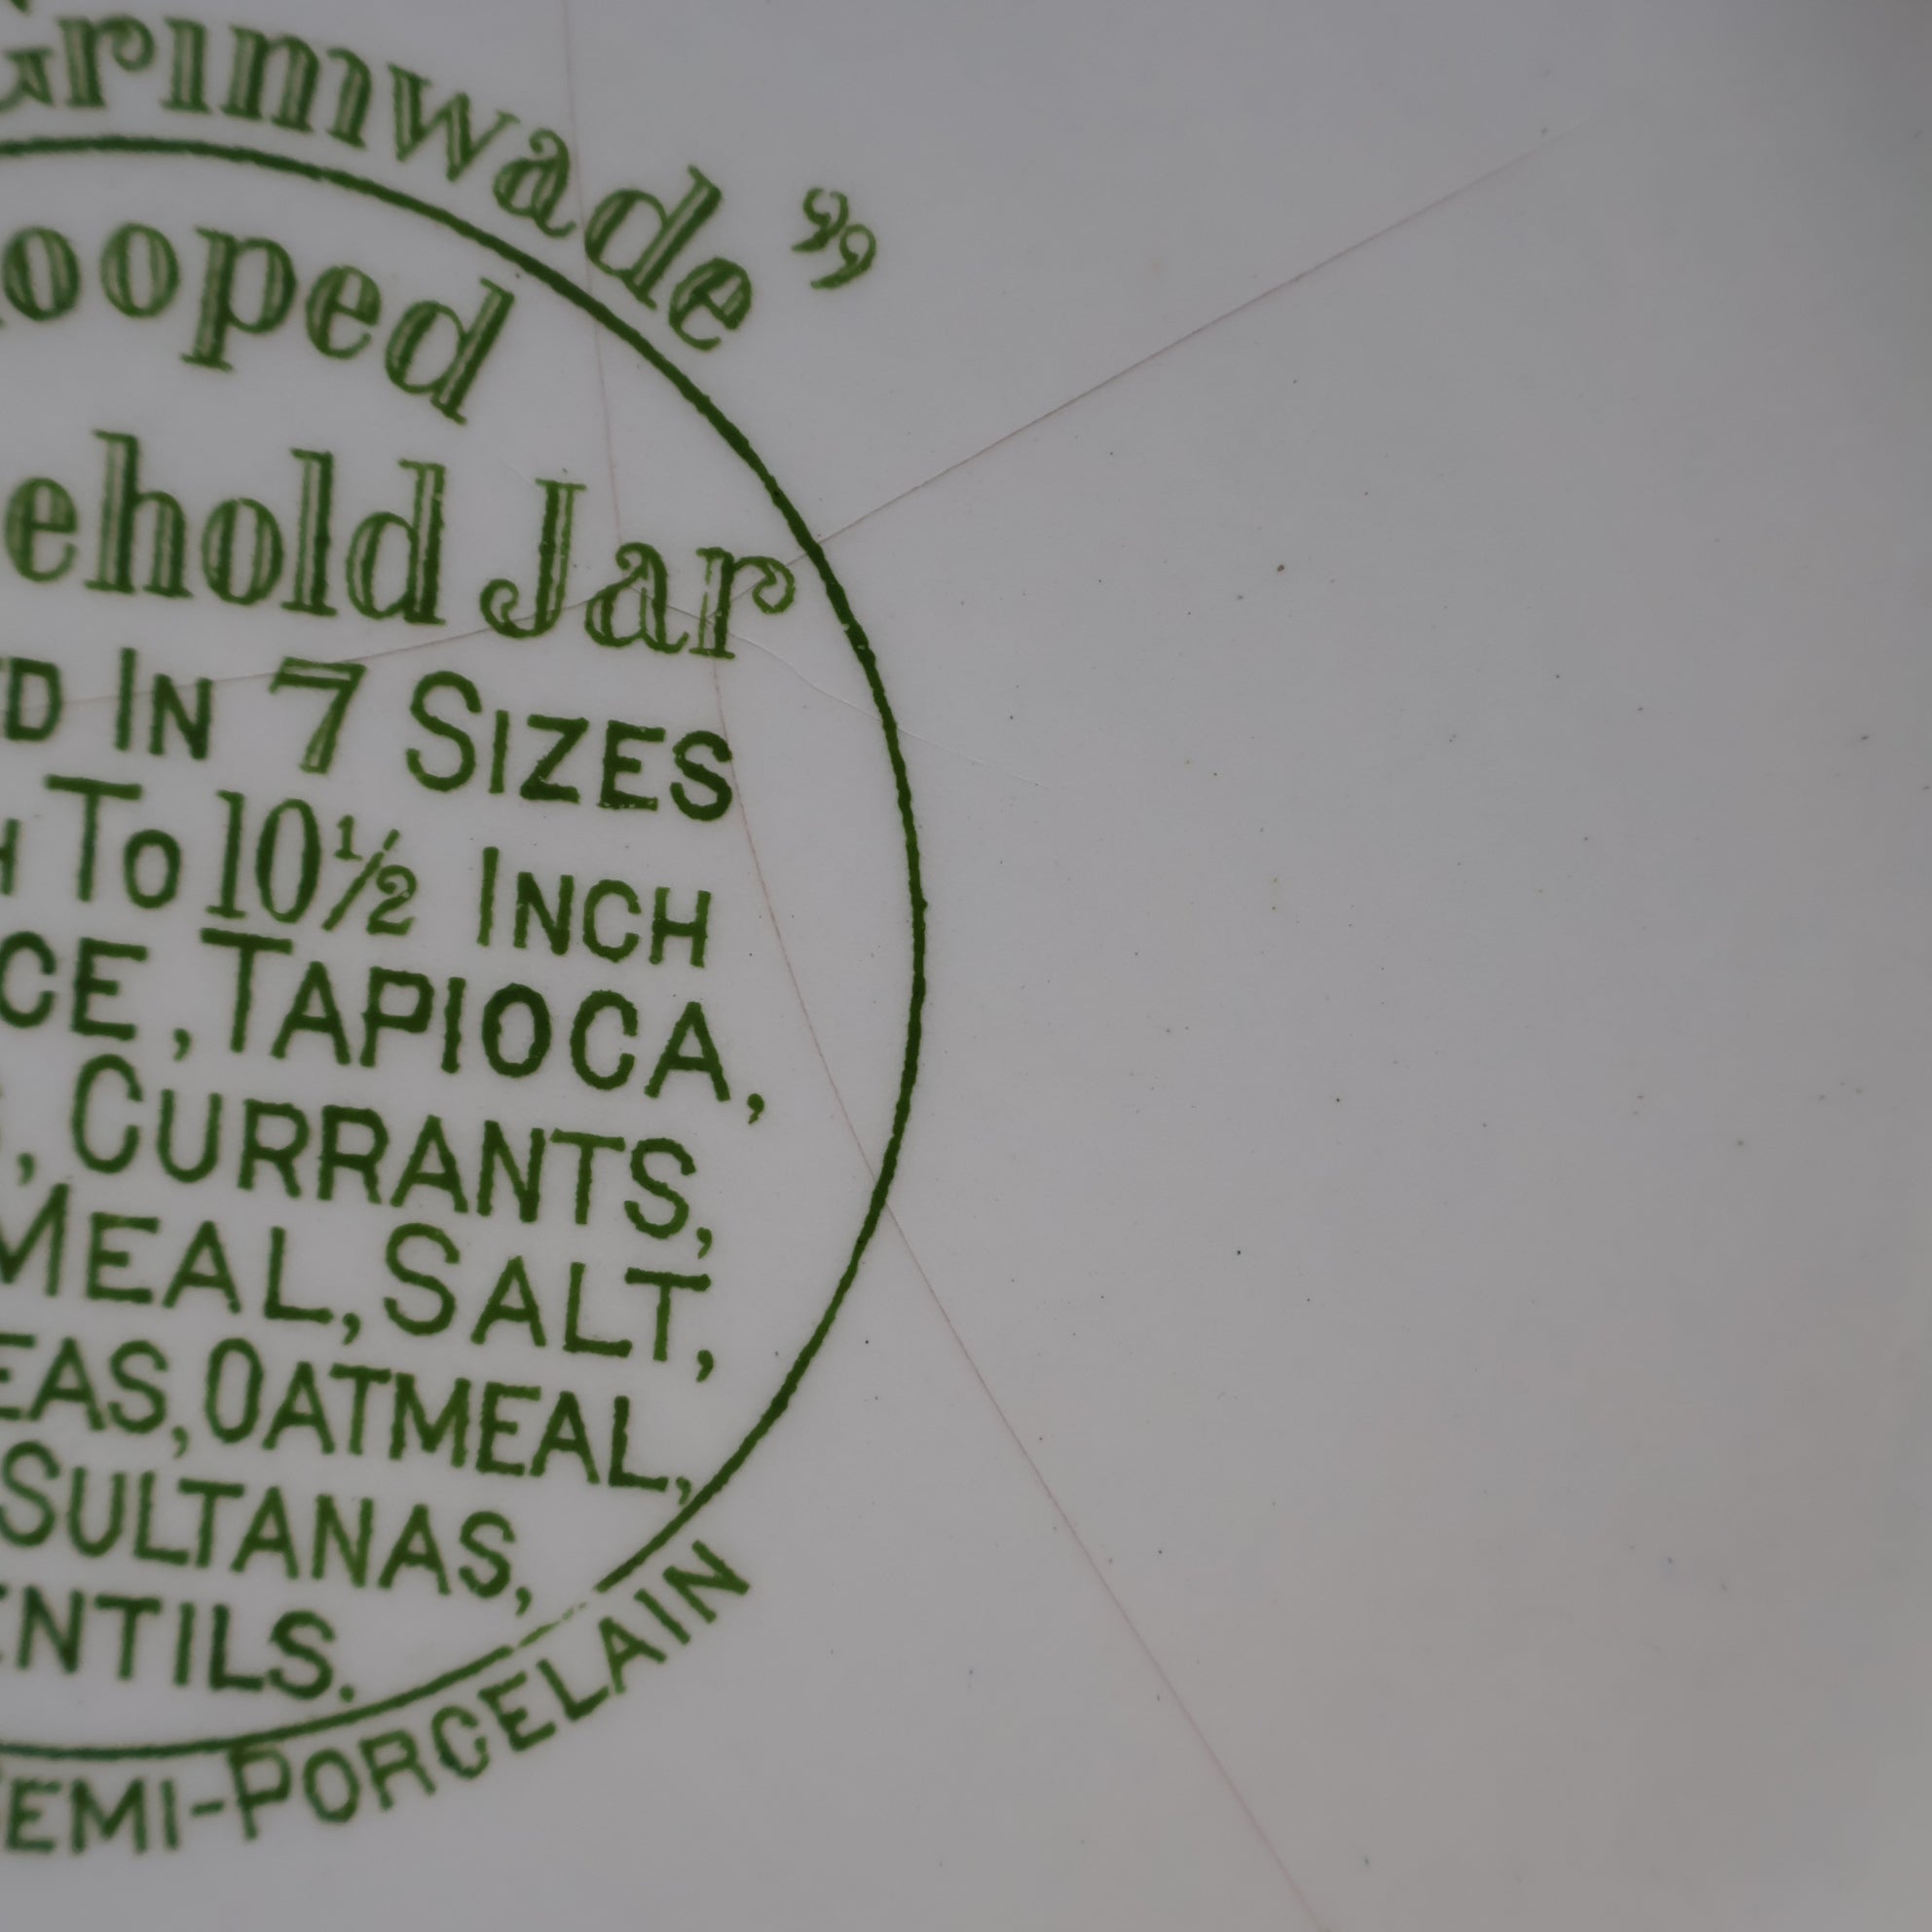 Grimwade”
ooped
ehold Jar
D IN 7 SIZES
H TO 10½ INCH
CE, TAPIOCA,
, CURRANTS,
MEAL, SALT,
EAS, OATMEAL,
SULTANAS,
ENTILS.
EMI-PORCELAIN